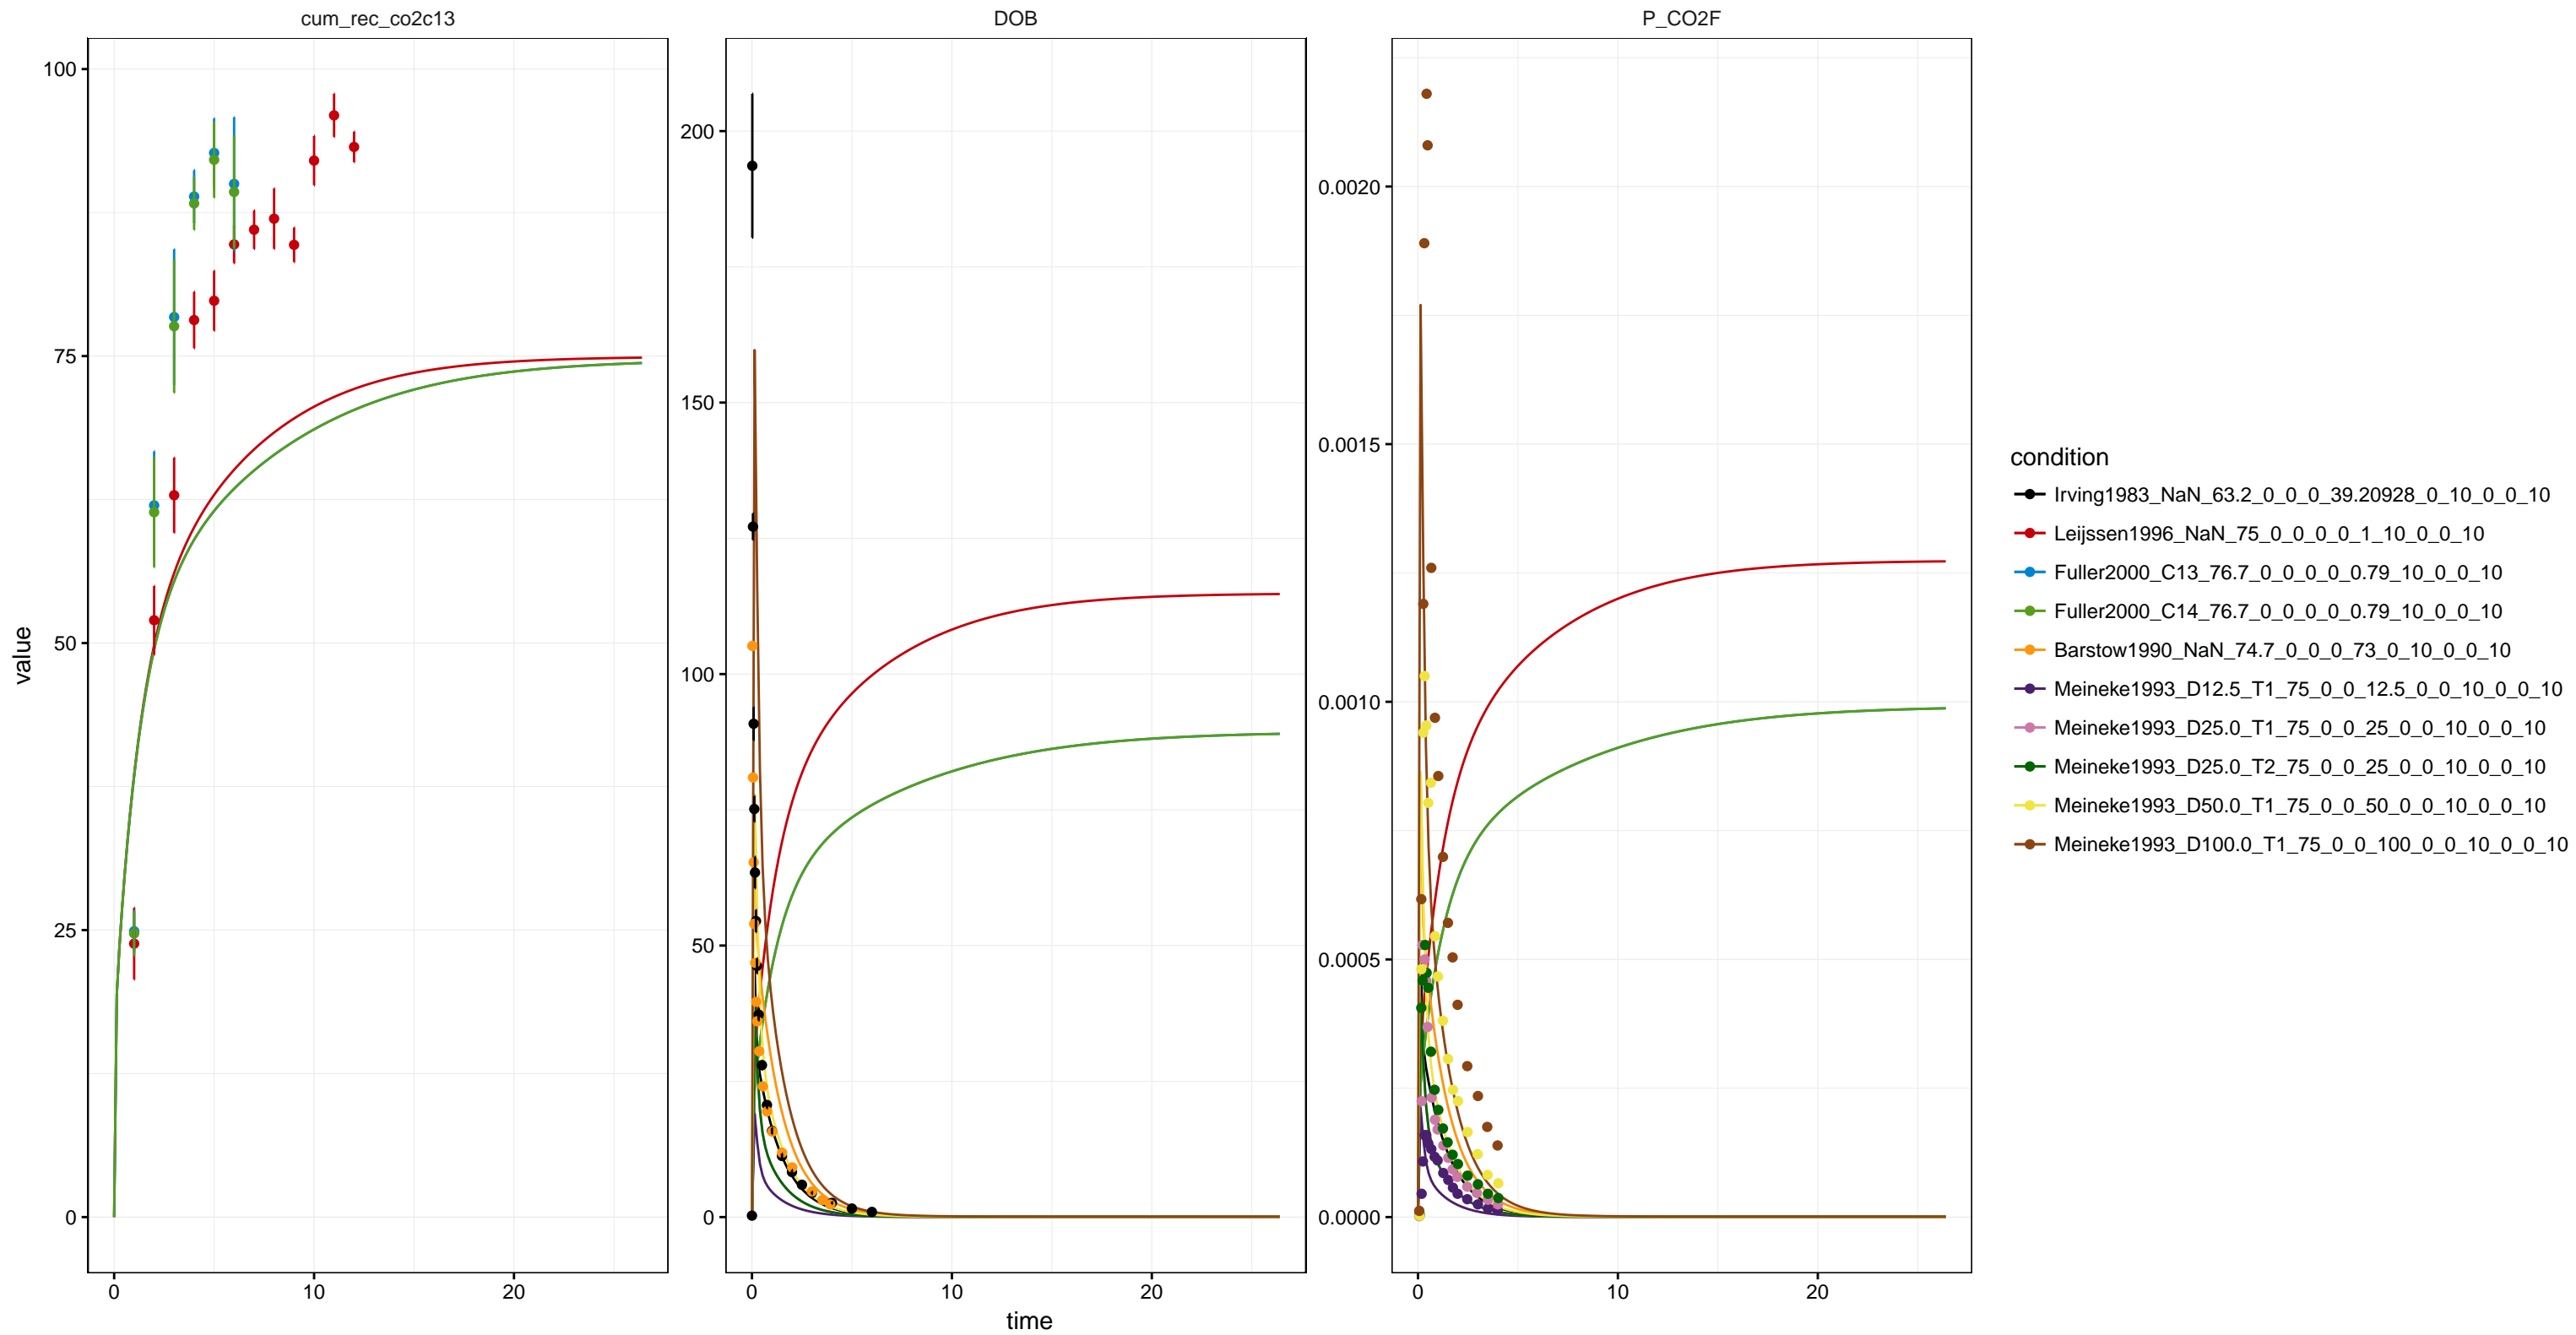 cum_rec_co2c13
DOB
P_CO2F
value
100
75
50
25
0
200
150
100
50
0
0.0020
0.0015
0.0010
0.0005
0.0000
0
10
20
0
10
20
0
10
20
time
condition
Irving1983_NaN_63.2_0_0_0_39.20928_0_10_0_0_10
Leijssen1996_NaN_75_0_0_0_0_1_10_0_0_10
Fuller2000_C13_76.7_0_0_0_0_0.79_10_0_0_10
Fuller2000_C14_76.7_0_0_0_0_0.79_10_0_0_10
Barstow1990_NaN_74.7_0_0_0_73_0_10_0_0_10
Meineke1993_D12.5_T1_75_0_0_12.5_0_0_10_0_0_10
Meineke1993_D25.0_T1_75_0_0_25_0_0_10_0_0_10
Meineke1993_D25.0_T2_75_0_0_25_0_0_10_0_0_10
Meineke1993_D50.0_T1_75_0_0_50_0_0_10_0_0_10
Meineke1993_D100.0_T1_75_0_0_100_0_0_10_0_0_10